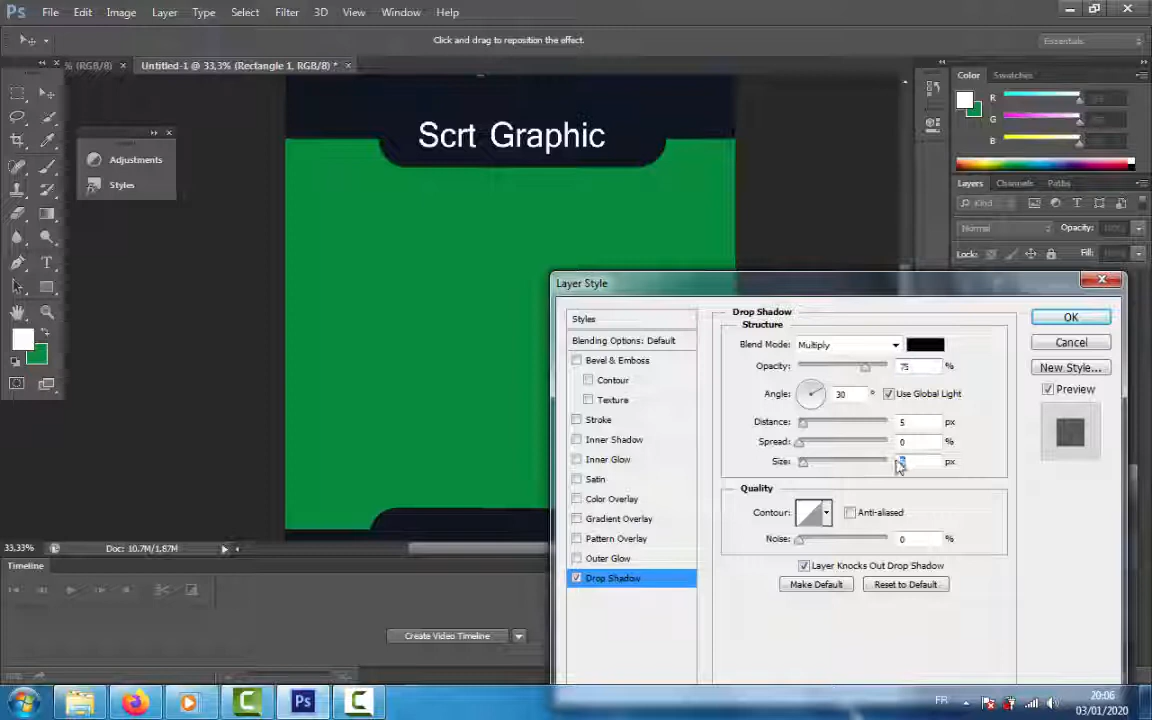 Ps File Edit Image Layer Type Select Filter 3D View Window Help
Click and drag to reposition the effect.
Essentials
% (RGB/8) × Untitled-1 @ 33,3% (Rectangle 1, RGB/8) * ×
Color Swatches
R
G
B
Adjustments
Styles
Scrt Graphic
Layers Channels Paths
Kind
Normal Opacity:
Lock: Fill:
Layer Style
Styles
Blending Options: Default
Bevel & Emboss
Contour
Texture
Stroke
Inner Shadow
Inner Glow
Satin
Color Overlay
Gradient Overlay
Pattern Overlay
Outer Glow
Drop Shadow
Drop Shadow
Structure
Blend Mode: Multiply
Opacity: 75 %
Angle: 30 ° Use Global Light
Distance: 5 px
Spread: 0 %
Size: px
Quality
Contour: Anti-aliased
Noise: 0 %
Layer Knocks Out Drop Shadow
Make Default Reset to Default
OK
Cancel
New Style...
Preview
33,33% Doc: 10.7M/1.87M
Timeline
Create Video Timeline
Ps
FR
20:06
03/01/2020